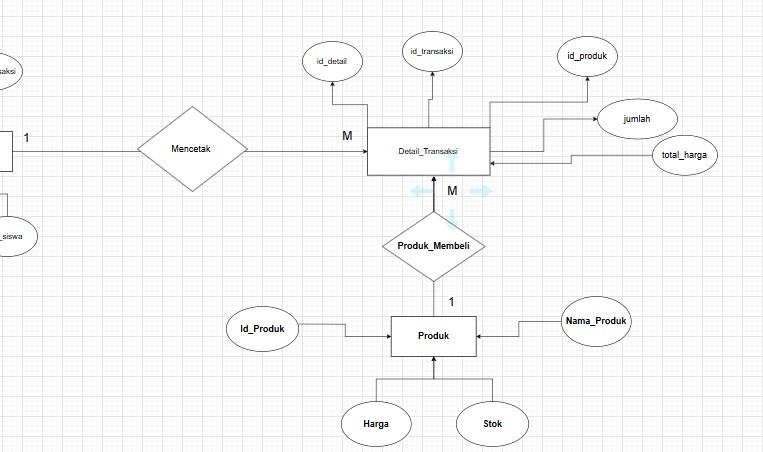 id_transaksi
id_detail
id_produk
saksi
jumlah
1
M
Mencetak
Detail_Transaksi
total_harga
M
_siswa
Produk_Membeli
1
Id_Produk
Nama_Produk
Produk
Harga
Stok